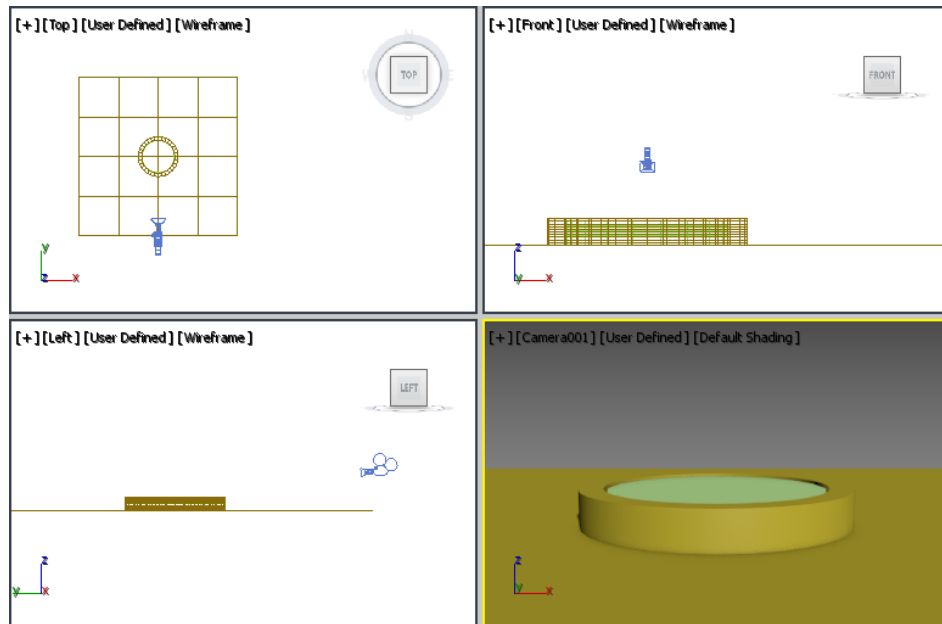 [+] [Top] [User Defined] [Wireframe]
N
W
TOP
E
S
y
z
x
[+] [Front] [User Defined] [Wireframe]
FRONT
z
y
x
[+] [Left] [User Defined] [Wireframe]
LEFT
z
y
x
[+] [Camera001] [User Defined] [Default Shading]
z
y
x